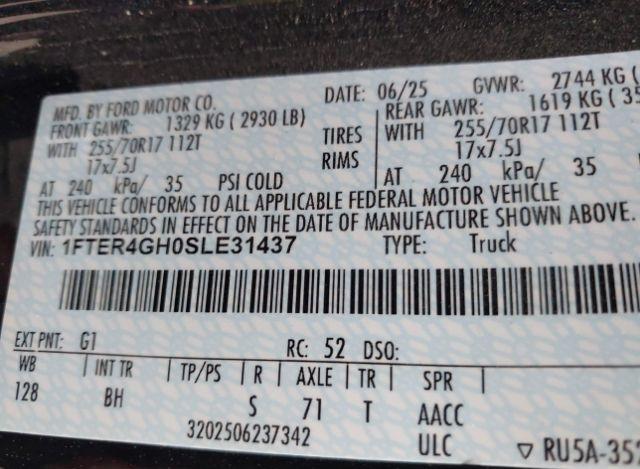 MFD. BY FORD MOTOR CO. DATE: 06/25 GVWR: 2744 KG (
FRONT GAWR: 1329 KG ( 2930 LB) REAR GAWR: 1619 KG ( 35
WITH 255/70R17 112T TIRES WITH 255/70R17 112T
17x7.5J RIMS 17x7.5J
AT 240 kPa/ 35 PSI COLD AT 240 kPa/ 35
THIS VEHICLE CONFORMS TO ALL APPLICABLE FEDERAL MOTOR VEHICLE
SAFETY STANDARDS IN EFFECT ON THE DATE OF MANUFACTURE SHOWN ABOVE.
VIN: 1FTER4GH0SLE31437 TYPE: Truck
EXT PNT: G1 RC: 52 DSO:
WB INT TR TP/PS R AXLE TR SPR
128 BH S 71 T AACC
3202506237342 ULC ▽ RU5A-352